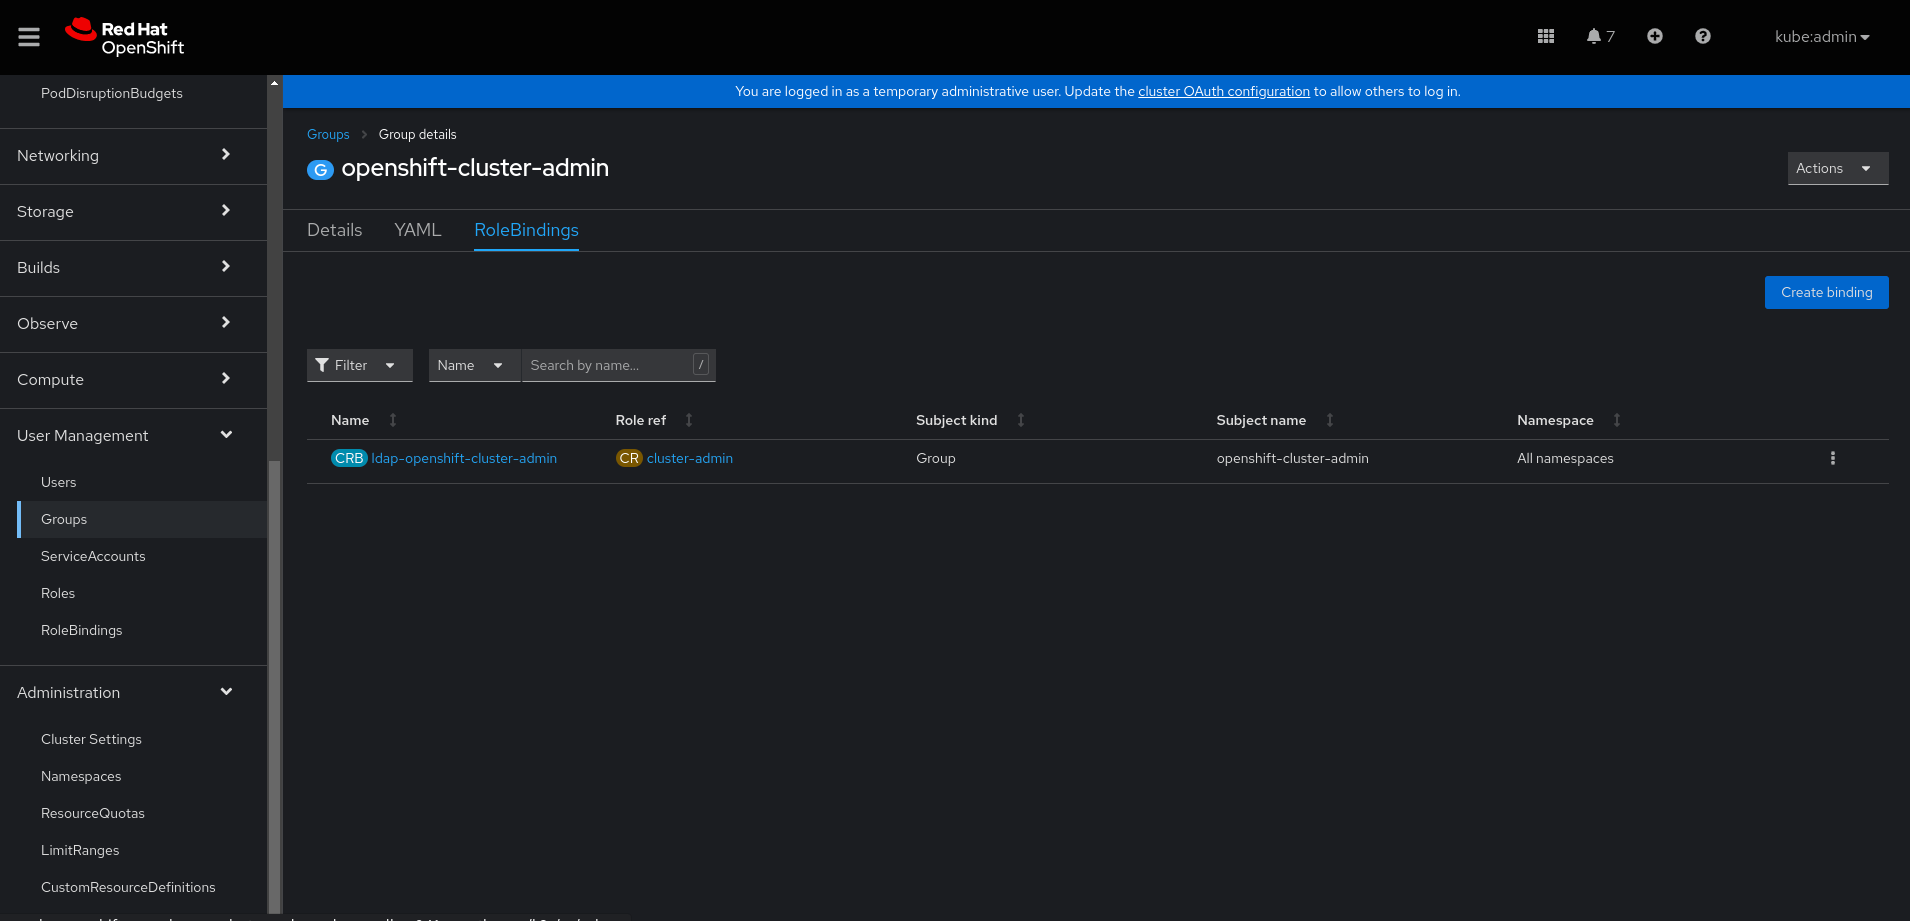 Red Hat
OpenShift
7
kube:admin
You are logged in as a temporary administrative user. Update the cluster OAuth configuration to allow others to log in.
PodDisruptionBudgets
Networking
Storage
Builds
Observe
Compute
User Management
Users
Groups
ServiceAccounts
Roles
RoleBindings
Administration
Cluster Settings
Namespaces
ResourceQuotas
LimitRanges
CustomResourceDefinitions
Groups Group details
G openshift-cluster-admin
Actions
Details YAML RoleBindings
Create binding
Filter Name Search by name... /
Name Role ref Subject kind Subject name Namespace
CRB ldap-openshift-cluster-admin CR cluster-admin Group openshift-cluster-admin All namespaces